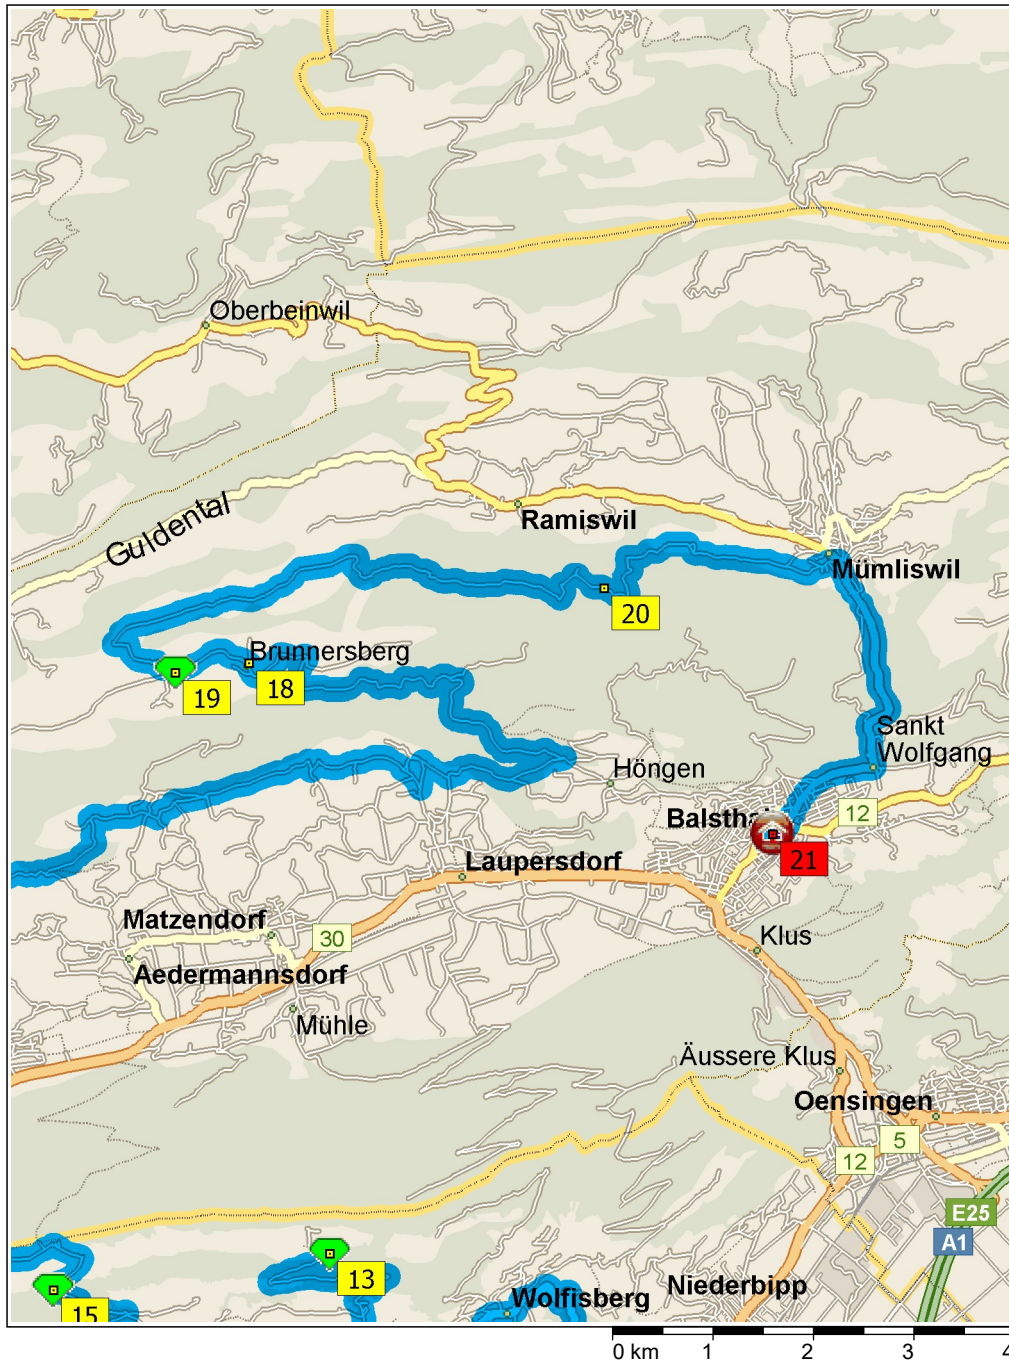 Oberbeinwil
Guldental
Ramiswil
Mümliswil
20
Brunnersberg
19
18
Sankt
Wolfgang
Höngen
12
21
Laupersdorf
Matzendorf
30
Klus
Aedermannsdorf
Mühle
Äussere Klus
Oensingen
5
12
E25
A1
13
15
Wolfisberg
Niederbipp
0 km 1 2 3 4